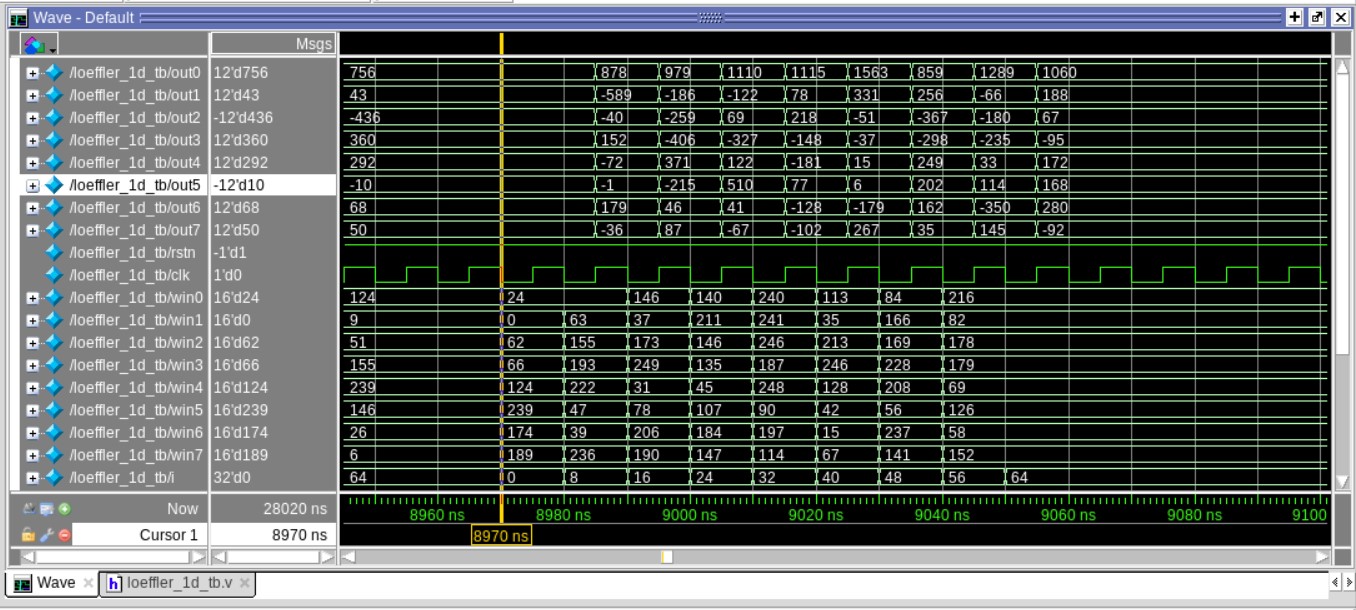 Wave - Default
Msgs
/loeffler_1d_tb/out0 12'd756 756 878 979 1110 1115 1563 859 1289 1060
/loeffler_1d_tb/out1 12'd43 43 -589 -186 -122 78 331 256 -66 188
/loeffler_1d_tb/out2 -12'd436 -436 -40 -259 69 218 -51 -367 -180 67
/loeffler_1d_tb/out3 12'd360 360 152 -406 -327 -148 -37 -298 -235 -95
/loeffler_1d_tb/out4 12'd292 292 -72 371 122 -181 15 249 33 172
/loeffler_1d_tb/out5 -12'd10 -10 -1 -215 510 77 6 202 114 168
/loeffler_1d_tb/out6 12'd68 68 179 46 41 -128 -179 162 -350 280
/loeffler_1d_tb/out7 12'd50 50 -36 87 -67 -102 267 35 145 -92
/loeffler_1d_tb/rstn -1'd1
/loeffler_1d_tb/clk 1'd0
/loeffler_1d_tb/win0 16'd24 124 24 146 140 240 113 84 216
/loeffler_1d_tb/win1 16'd0 9 0 63 37 211 241 35 166 82
/loeffler_1d_tb/win2 16'd62 51 62 155 173 146 246 213 169 178
/loeffler_1d_tb/win3 16'd66 155 66 193 249 135 187 246 228 179
/loeffler_1d_tb/win4 16'd124 239 124 222 31 45 248 128 208 69
/loeffler_1d_tb/win5 16'd239 146 239 47 78 107 90 42 56 126
/loeffler_1d_tb/win6 16'd174 26 174 39 206 184 197 15 237 58
/loeffler_1d_tb/win7 16'd189 6 189 236 190 147 114 67 141 152
/loeffler_1d_tb/i 32'd0 64 0 8 16 24 32 40 48 56 64
Now 28020 ns 8960 ns 8980 ns 9000 ns 9020 ns 9040 ns 9060 ns 9080 ns 9100
Cursor 1 8970 ns 8970 ns
Wave h loeffler_1d_tb.v